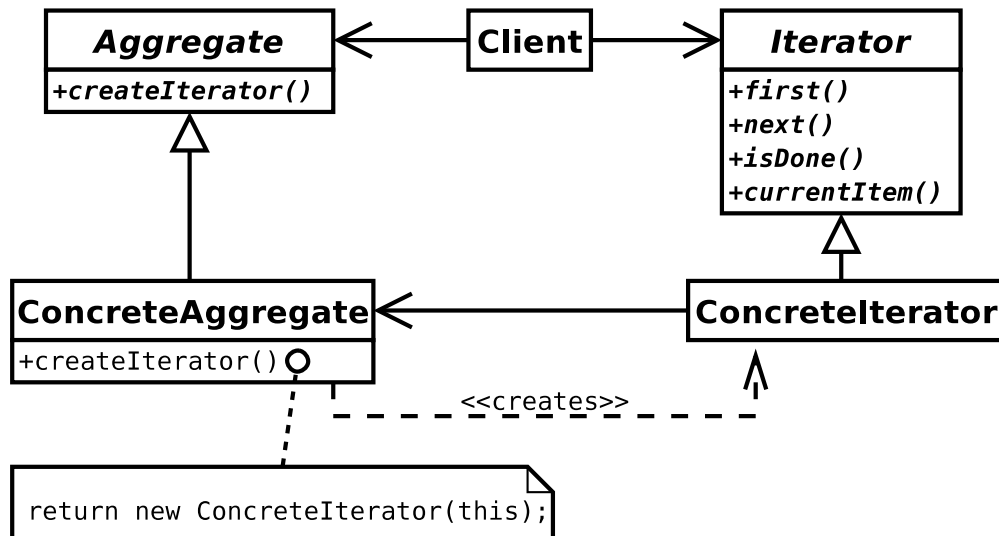 Aggregate
+createIterator()
Client
Iterator
+first()
+next()
+isDone()
+currentItem()
ConcreteAggregate
+createIterator()
ConcreteIterator
<<creates>>
return new ConcreteIterator(this);